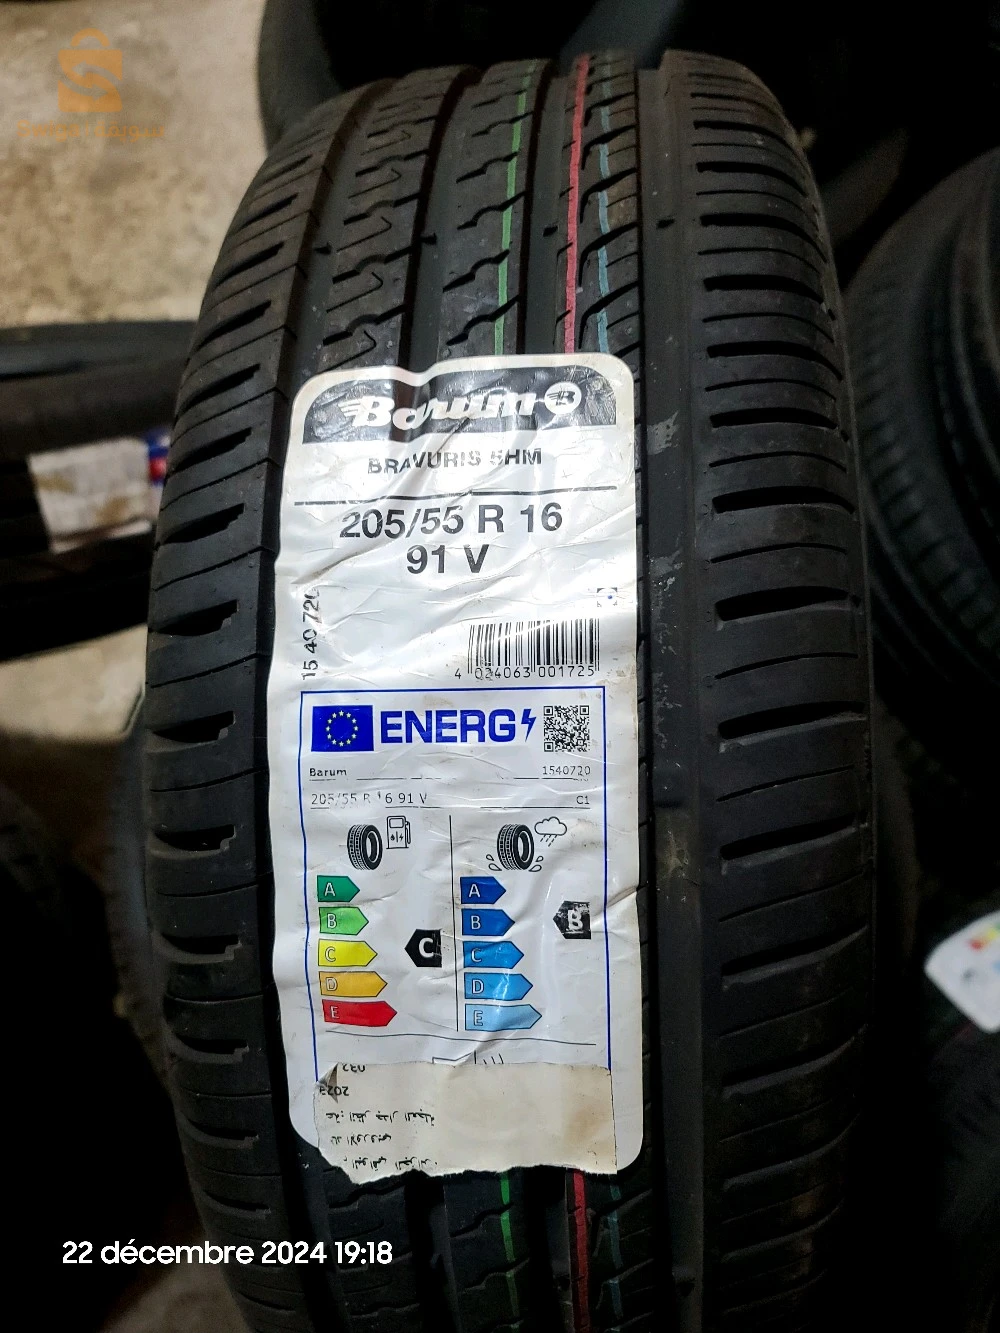 Barum B
BRAVURIS 5HM
205/55 R 16
91 V
15 40 720
4 024063 001725
ENERG
Barum 1540720
205/55 R 16 91 V C1
A
B
C
D
E
C
A
B
C
D
E
B
032
2023
22 décembre 2024 19:18